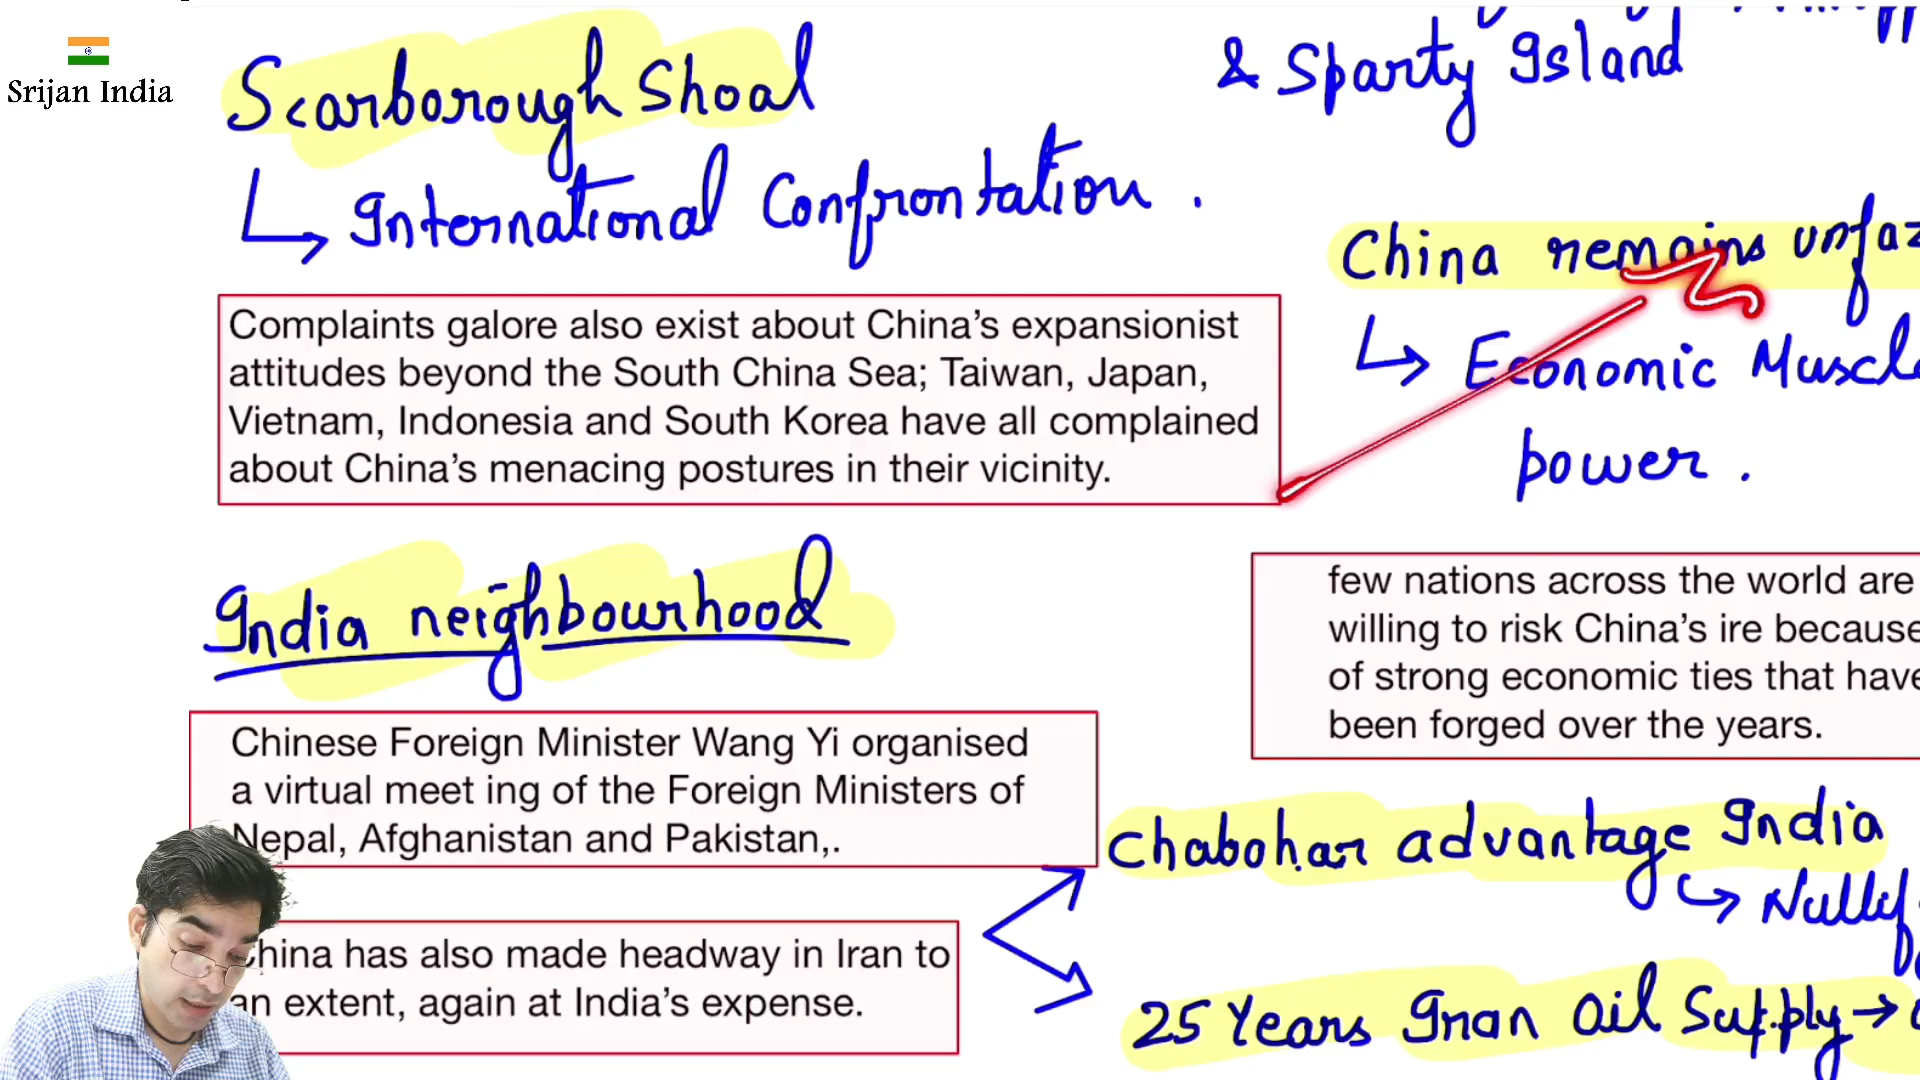 Srijan India
Scarborough Shoal
International Confrontation.
Complaints galore also exist about China's expansionist
attitudes beyond the South China Sea; Taiwan, Japan,
Vietnam, Indonesia and South Korea have all complained
about China's menacing postures in their vicinity.
India neighbourhood
Chinese Foreign Minister Wang Yi organised
a virtual meet ing of the Foreign Ministers of
Nepal, Afghanistan and Pakistan,.
China has also made headway in Iran to
an extent, again at India's expense.
& Sparty Island
China remains
Economic Muscle
power.
few nations across the world are
willing to risk China's ire because
of strong economic ties that have
been forged over the years.
Chabohar advantage India
25 Years Iran Oil Supply →